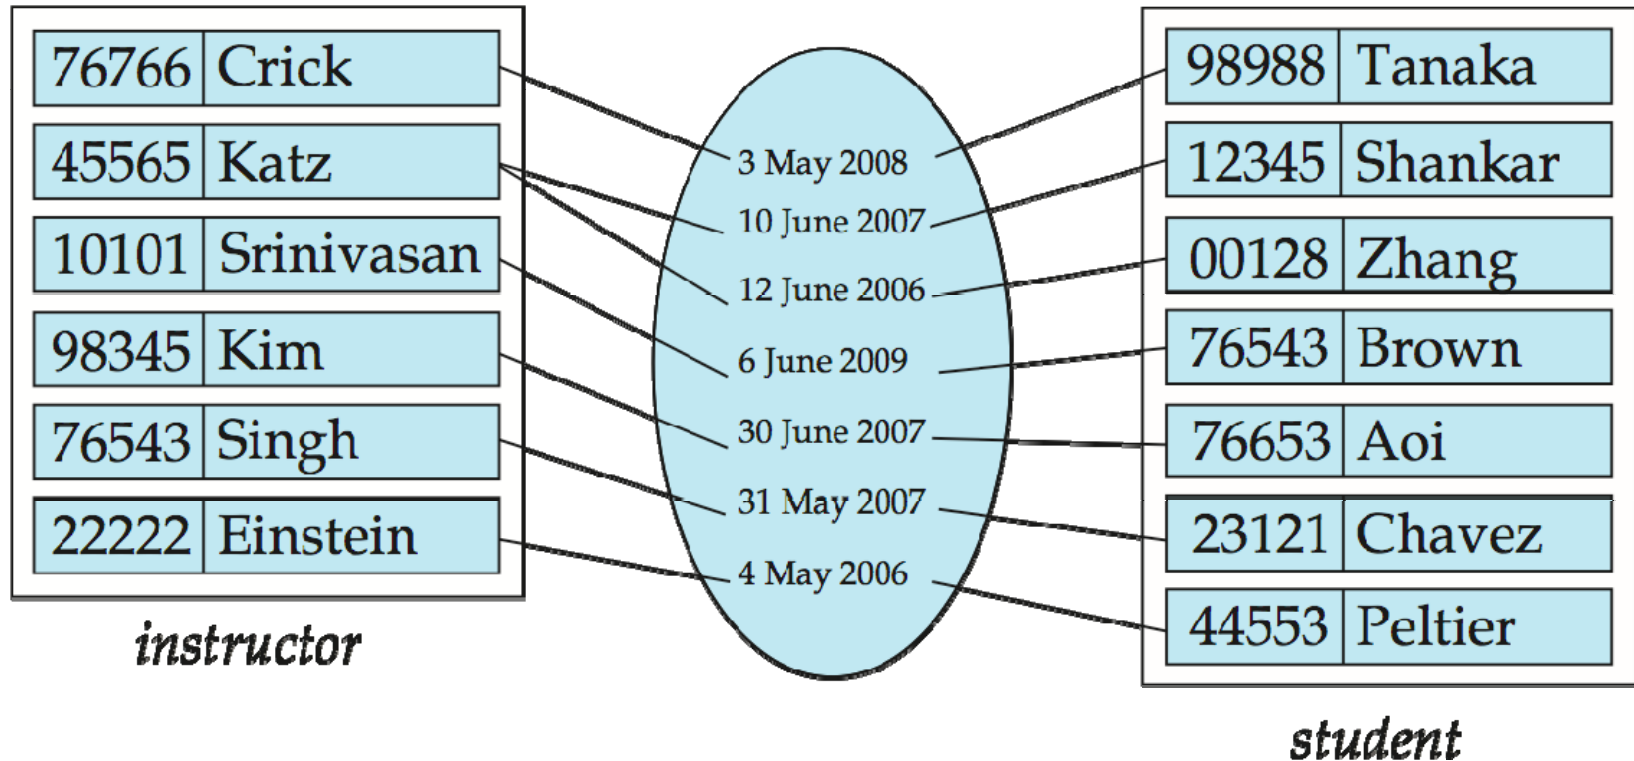 76766 Crick
45565 Katz
10101 Srinivasan
98345 Kim
76543 Singh
22222 Einstein
instructor
3 May 2008
10 June 2007
12 June 2006
6 June 2009
30 June 2007
31 May 2007
4 May 2006
98988 Tanaka
12345 Shankar
00128 Zhang
76543 Brown
76653 Aoi
23121 Chavez
44553 Peltier
student